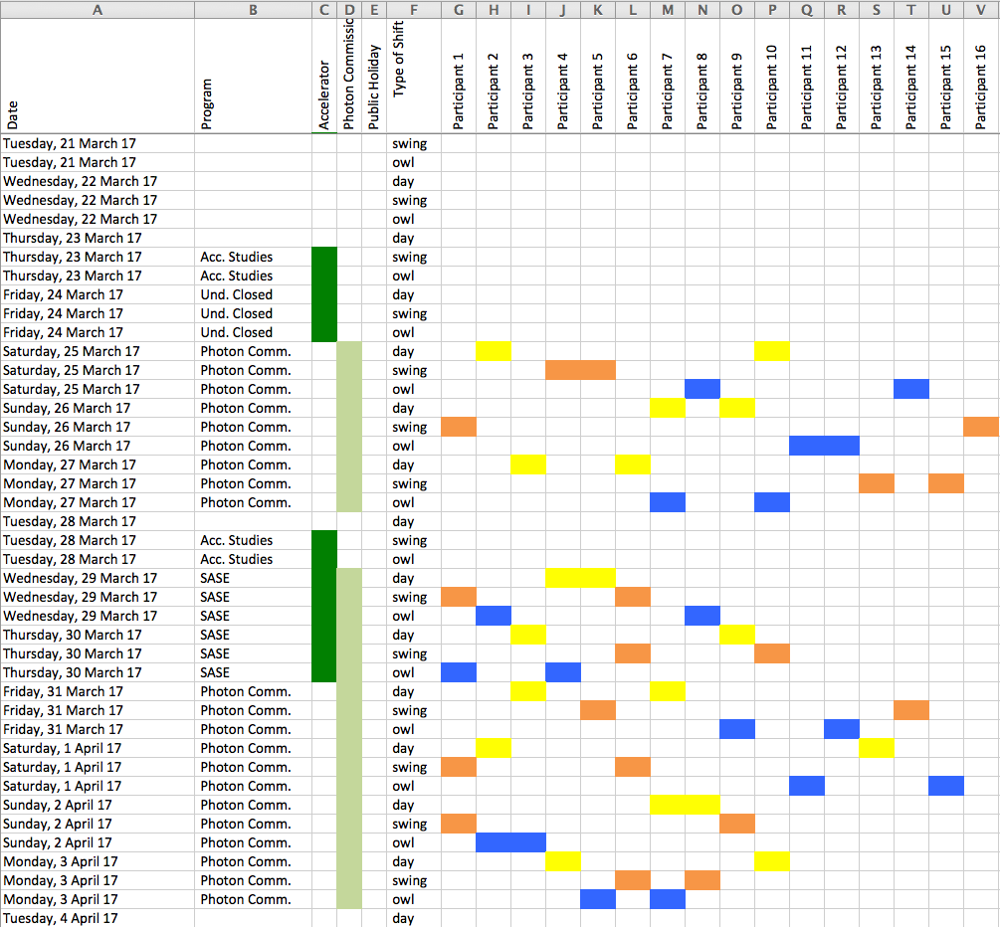 A B C D E F G H I J K L M N O P Q R S T U V
Date Program Accelerator Photon Commissic Public Holiday Type of Shift Participant 1 Participant 2 Participant 3 Participant 4 Participant 5 Participant 6 Participant 7 Participant 8 Participant 9 Participant 10 Participant 11 Participant 12 Participant 13 Participant 14 Participant 15 Participant 16
Tuesday, 21 March 17 swing
Tuesday, 21 March 17 owl
Wednesday, 22 March 17 day
Wednesday, 22 March 17 swing
Wednesday, 22 March 17 owl
Thursday, 23 March 17 day
Thursday, 23 March 17 Acc. Studies swing
Thursday, 23 March 17 Acc. Studies owl
Friday, 24 March 17 Und. Closed day
Friday, 24 March 17 Und. Closed swing
Friday, 24 March 17 Und. Closed owl
Saturday, 25 March 17 Photon Comm. day
Saturday, 25 March 17 Photon Comm. swing
Saturday, 25 March 17 Photon Comm. owl
Sunday, 26 March 17 Photon Comm. day
Sunday, 26 March 17 Photon Comm. swing
Sunday, 26 March 17 Photon Comm. owl
Monday, 27 March 17 Photon Comm. day
Monday, 27 March 17 Photon Comm. swing
Monday, 27 March 17 Photon Comm. owl
Tuesday, 28 March 17 day
Tuesday, 28 March 17 Acc. Studies swing
Tuesday, 28 March 17 Acc. Studies owl
Wednesday, 29 March 17 SASE day
Wednesday, 29 March 17 SASE swing
Wednesday, 29 March 17 SASE owl
Thursday, 30 March 17 SASE day
Thursday, 30 March 17 SASE swing
Thursday, 30 March 17 SASE owl
Friday, 31 March 17 Photon Comm. day
Friday, 31 March 17 Photon Comm. swing
Friday, 31 March 17 Photon Comm. owl
Saturday, 1 April 17 Photon Comm. day
Saturday, 1 April 17 Photon Comm. swing
Saturday, 1 April 17 Photon Comm. owl
Sunday, 2 April 17 Photon Comm. day
Sunday, 2 April 17 Photon Comm. swing
Sunday, 2 April 17 Photon Comm. owl
Monday, 3 April 17 Photon Comm. day
Monday, 3 April 17 Photon Comm. swing
Monday, 3 April 17 Photon Comm. owl
Tuesday, 4 April 17 day